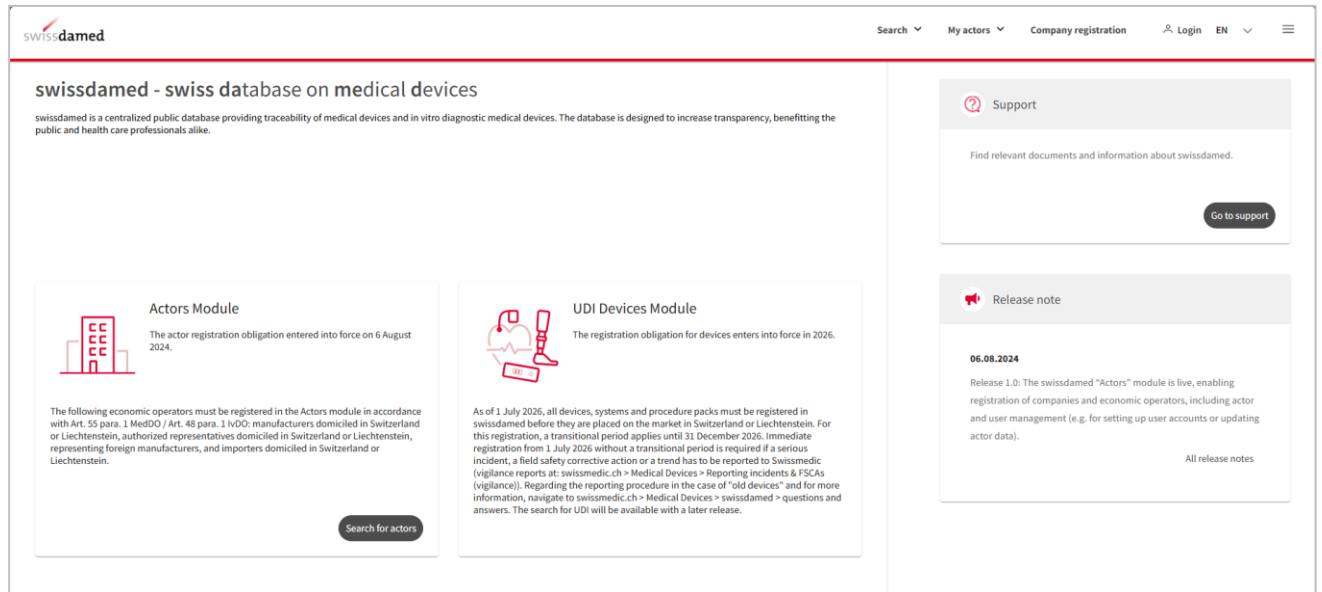 swissdamed
Search
My actors
Company registration
Login
EN
swissdamed - swiss database on medical devices
swissdamed is a centralized public database providing traceability of medical devices and in vitro diagnostic medical devices. The database is designed to increase transparency, benefitting the
public and health care professionals alike.
Actors Module
The actor registration obligation entered into force on 6 August
2024.
The following economic operators must be registered in the Actors module in accordance
with Art. 55 para. 1 MedDO / Art. 48 para. 1 IvDO: manufacturers domiciled in Switzerland
or Liechtenstein, authorized representatives domiciled in Switzerland or Liechtenstein,
representing foreign manufacturers, and importers domiciled in Switzerland or
Liechtenstein.
Search for actors
UDI Devices Module
The registration obligation for devices enters into force in 2026.
As of 1 July 2026, all devices, systems and procedure packs must be registered in
swissdamed before they are placed on the market in Switzerland or Liechtenstein. For
this registration, a transitional period applies until 31 December 2026. Immediate
registration from 1 July 2026 without a transitional period is required if a serious
incident, a field safety corrective action or a trend has to be reported to Swissmedic
(vigilance reports at: swissmedic.ch > Medical Devices > Reporting incidents & FSCAs
(vigilance)). Regarding the reporting procedure in the case of "old devices" and for more
information, navigate to swissmedic.ch > Medical Devices > swissdamed > questions and
answers. The search for UDI will be available with a later release.
Support
Find relevant documents and information about swissdamed.
Go to support
Release note
06.08.2024
Release 1.0: The swissdamed “Actors” module is live, enabling
registration of companies and economic operators, including actor
and user management (e.g. for setting up user accounts or updating
actor data).
All release notes